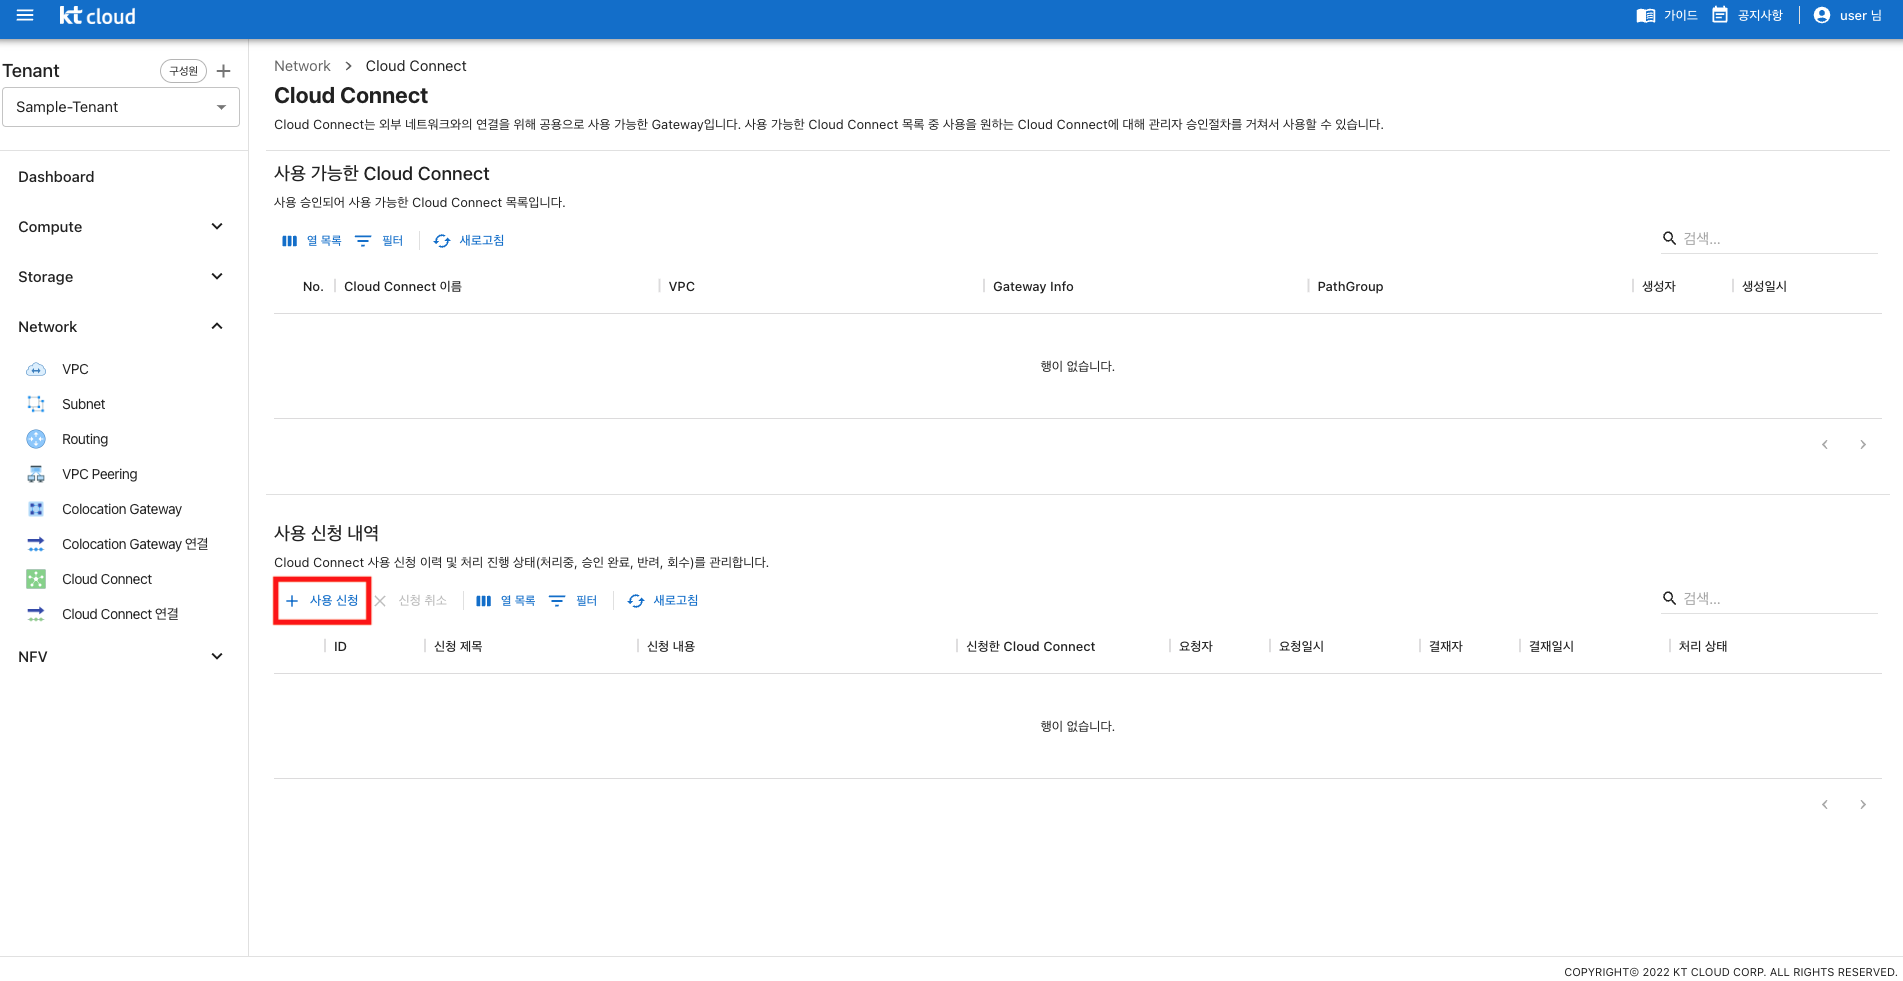 kt cloud
가이드 공지사항 user 님
Tenant 구성원
Sample-Tenant
Dashboard
Compute
Storage
Network
VPC
Subnet
Routing
VPC Peering
Colocation Gateway
Colocation Gateway 연결
Cloud Connect
Cloud Connect 연결
NFV
Network > Cloud Connect
Cloud Connect
Cloud Connect는 외부 네트워크와의 연결을 위해 공용으로 사용 가능한 Gateway입니다. 사용 가능한 Cloud Connect 목록 중 사용을 원하는 Cloud Connect에 대해 관리자 승인절차를 거쳐서 사용할 수 있습니다.
사용 가능한 Cloud Connect
사용 승인되어 사용 가능한 Cloud Connect 목록입니다.
열 목록 필터 새로고침 검색...
No. Cloud Connect 이름 VPC Gateway Info PathGroup 생성자 생성일시
행이 없습니다.
사용 신청 내역
Cloud Connect 사용 신청 이력 및 처리 진행 상태(처리중, 승인 완료, 반려, 회수)를 관리합니다.
사용 신청 신청 취소 열 목록 필터 새로고침 검색...
ID 신청 제목 신청 내용 신청한 Cloud Connect 요청자 요청일시 결재자 결재일시 처리 상태
행이 없습니다.
COPYRIGHT© 2022 KT CLOUD CORP. ALL RIGHTS RESERVED.